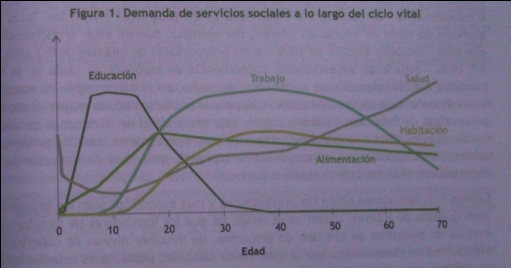 Figura 1. Demanda de servicios sociales a lo largo del ciclo vital
Educación
Trabajo
Salud
Habitación
Alimentación
0 10 20 30 40 50 60 70
Edad